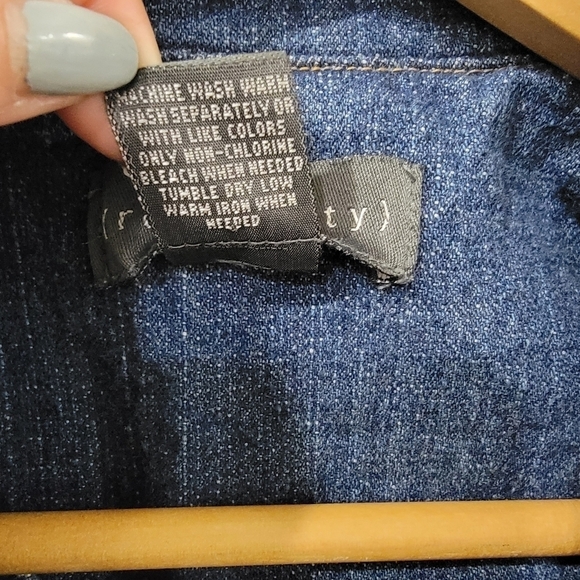 MACHINE WASH WARM
WASH SEPARATELY OR
WITH LIKE COLORS
ONLY NON-CHLORINE
BLEACH WHEN NEEDED
TUMBLE DRY LOW
WARM IRON WHEN
NEEDED